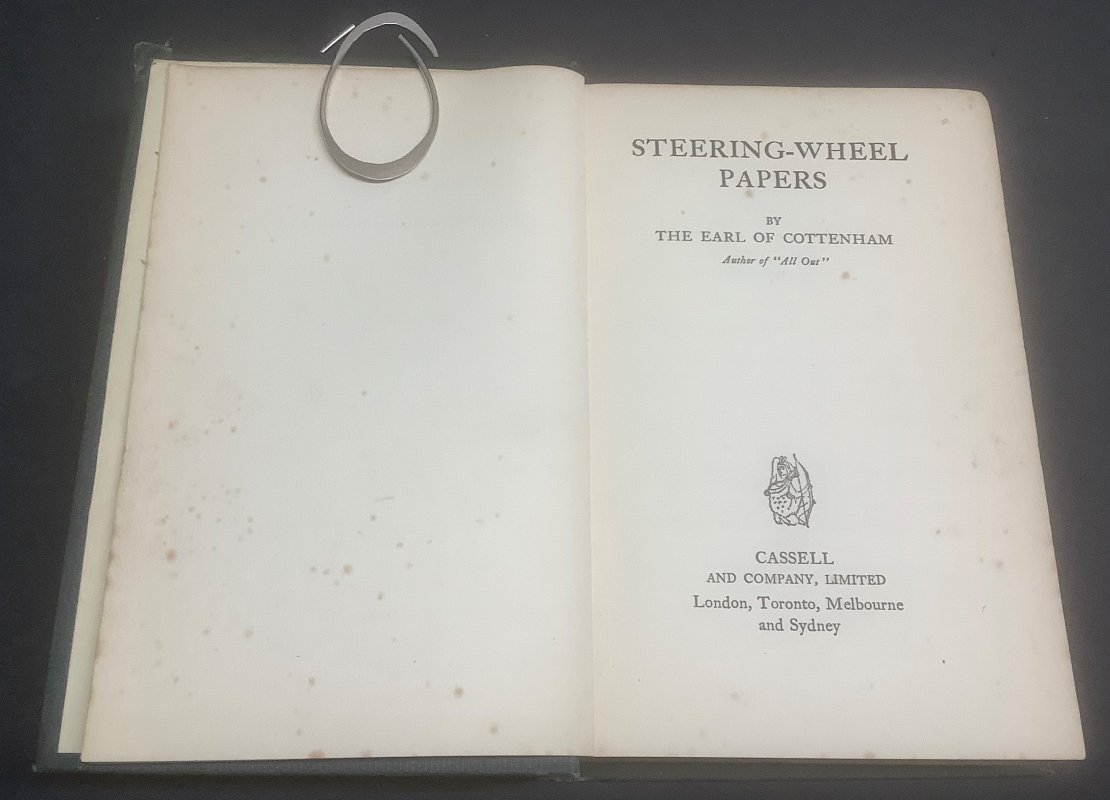 STEERING-WHEEL
PAPERS
BY
THE EARL OF COTTENHAM
Author of “All Out”
CASSELL
AND COMPANY, LIMITED
London, Toronto, Melbourne
and Sydney